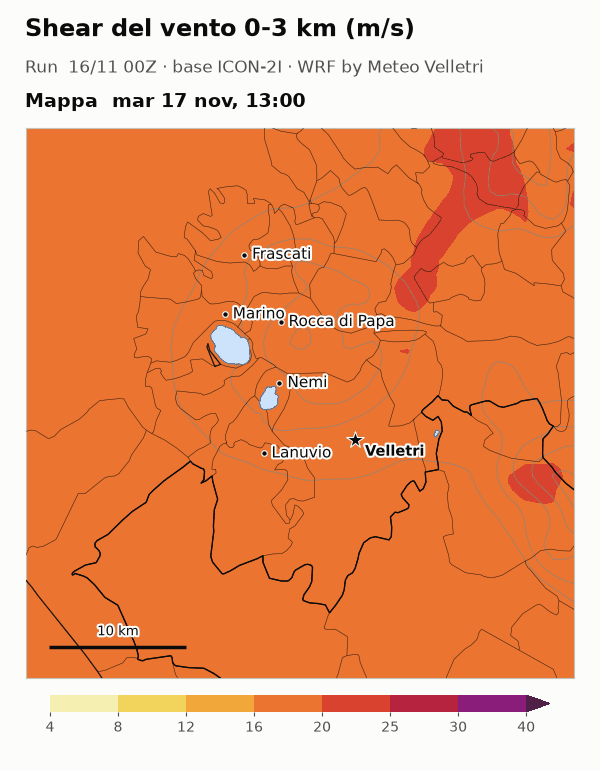 Shear del vento 0-3 km (m/s)
Run  16/11 00Z · base ICON-2I · WRF by Meteo Velletri
Mappa  mar 17 nov, 13:00
Frascati
Marino
Rocca di Papa
Nemi
Velletri
Lanuvio
10 km
4 8 12 16 20 25 30 40